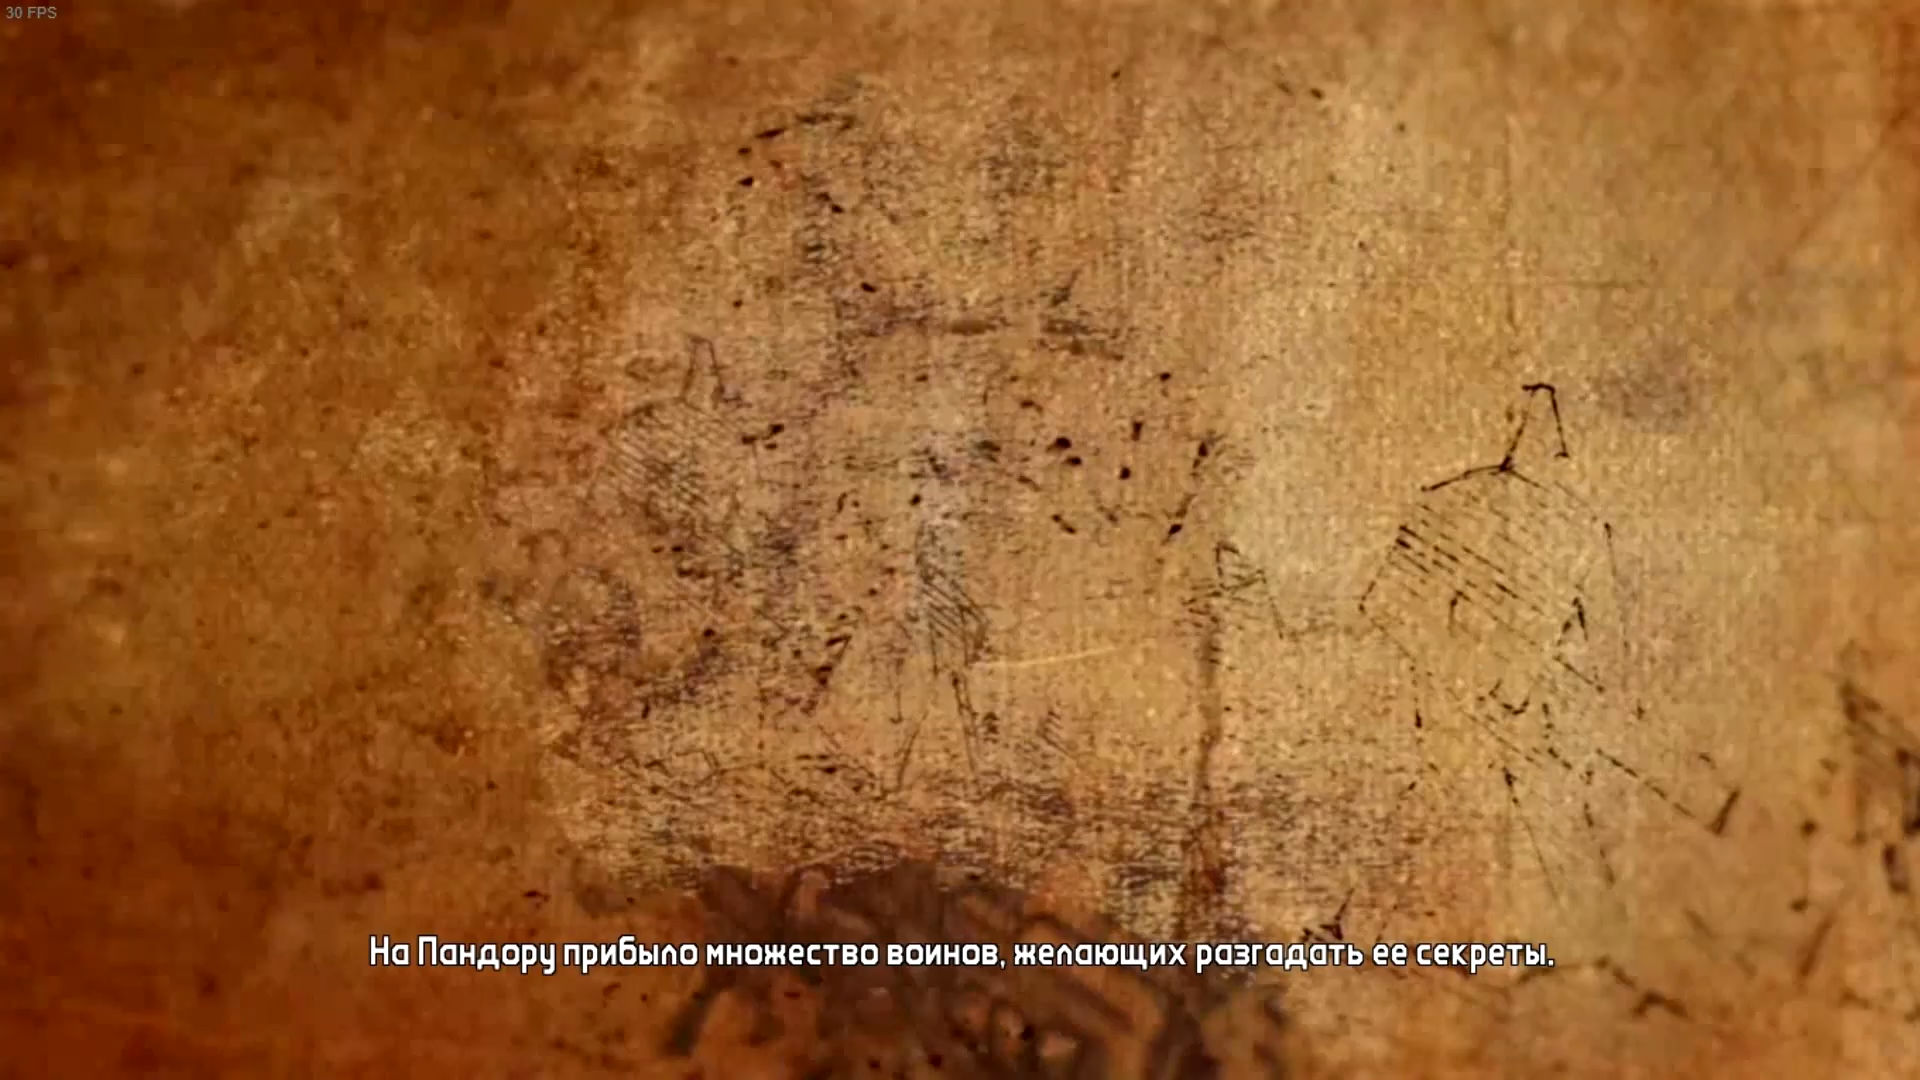 30 FPS
На Пандору прибыло множество воинов, желающих разгадать ее секреты.